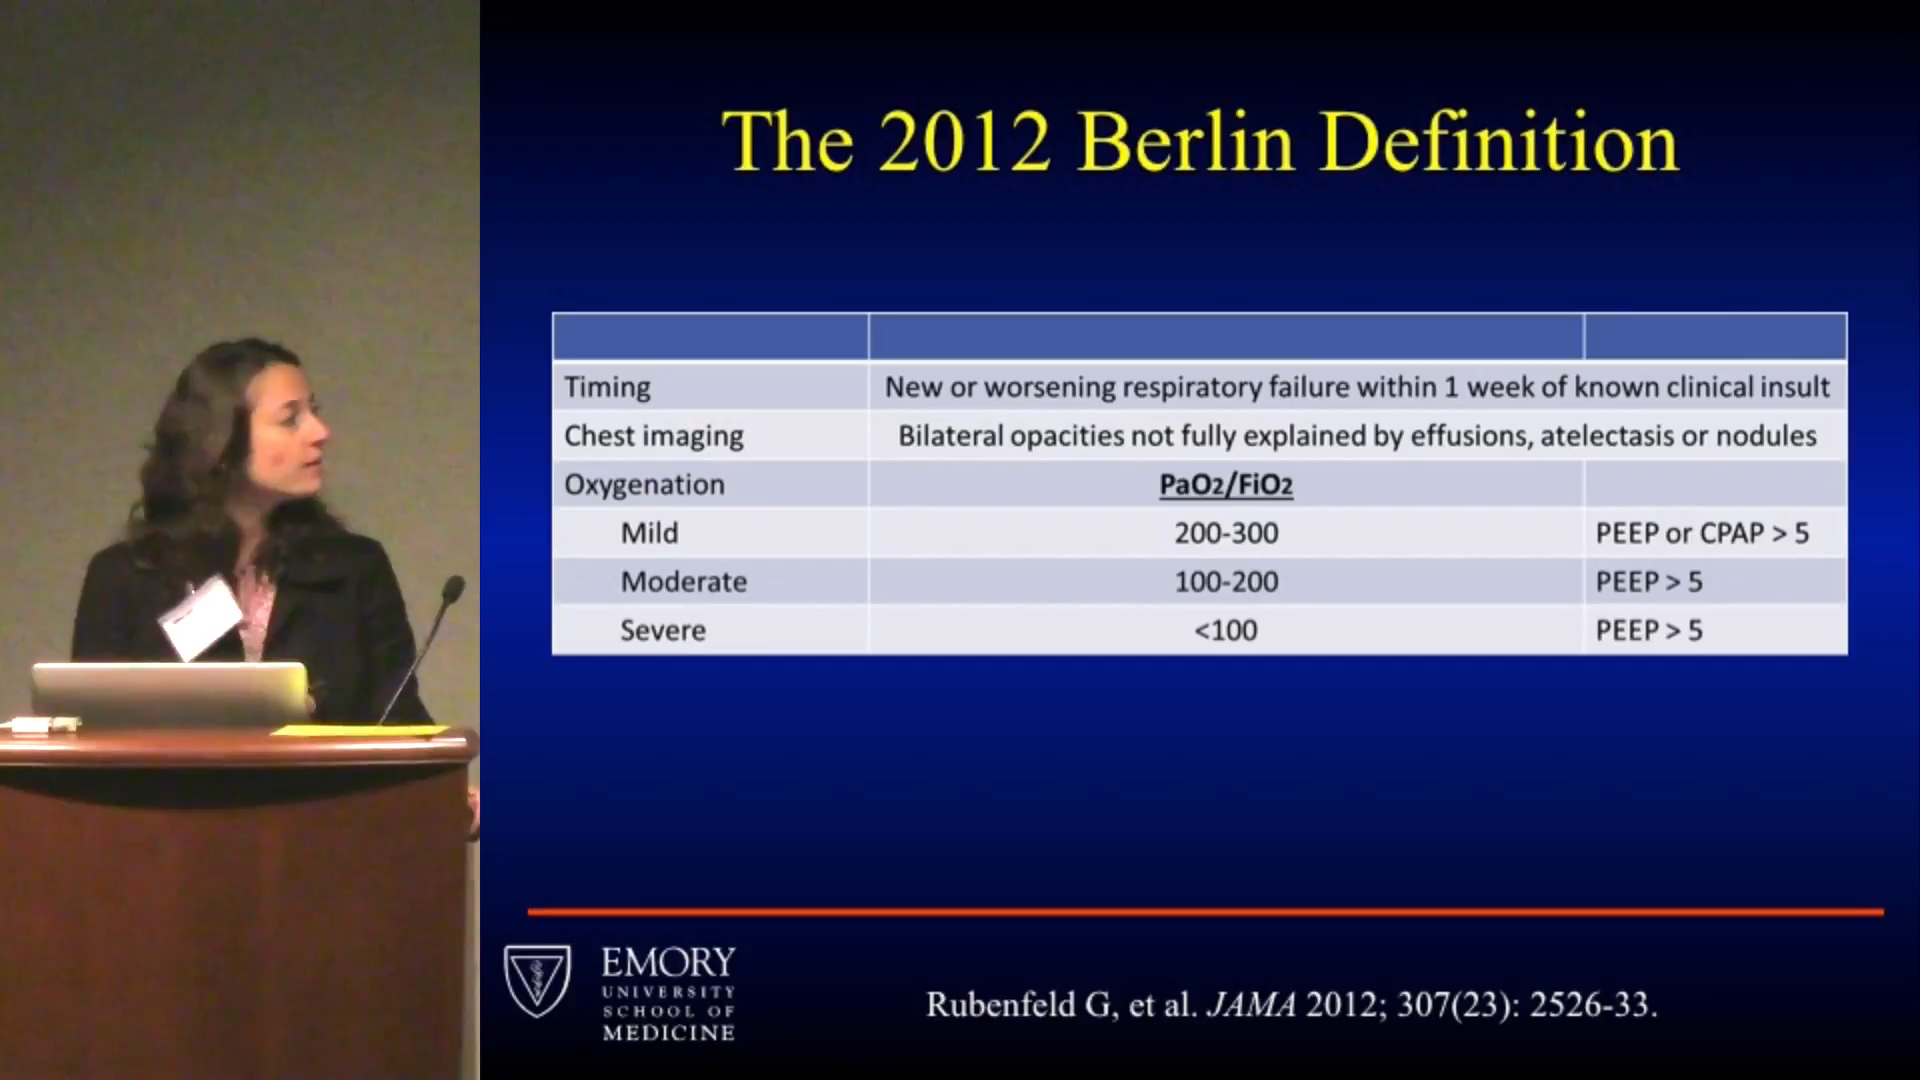 The 2012 Berlin Definition
Timing New or worsening respiratory failure within 1 week of known clinical insult
Chest imaging Bilateral opacities not fully explained by effusions, atelectasis or nodules
Oxygenation PaO2/FiO2
Mild 200-300 PEEP or CPAP > 5
Moderate 100-200 PEEP > 5
Severe <100 PEEP > 5
EMORY
UNIVERSITY
SCHOOL OF
MEDICINE
Rubenfeld G, et al. JAMA 2012; 307(23): 2526-33.